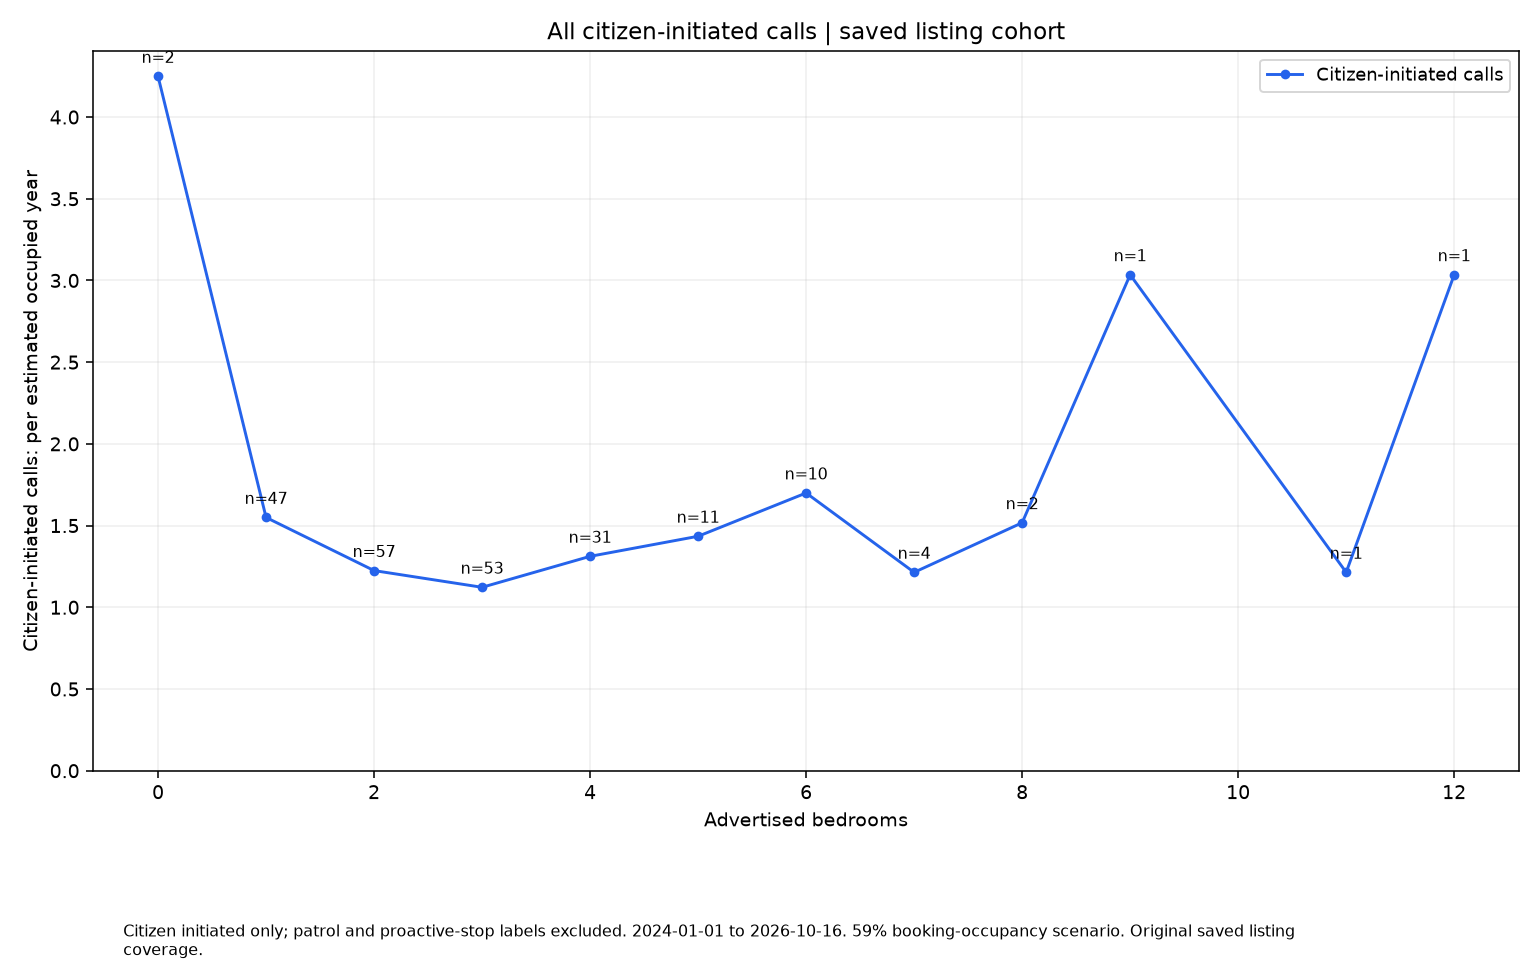 All citizen-initiated calls | saved listing cohort
Citizen-initiated calls
Citizen-initiated calls: per estimated occupied year
4.0
3.5
3.0
2.5
2.0
1.5
1.0
0.5
0.0
n=2
n=47
n=57
n=53
n=31
n=11
n=10
n=4
n=2
n=1
n=1
n=1
0 2 4 6 8 10 12
Advertised bedrooms
Citizen initiated only; patrol and proactive-stop labels excluded. 2024-01-01 to 2026-10-16. 59% booking-occupancy scenario. Original saved listing
coverage.